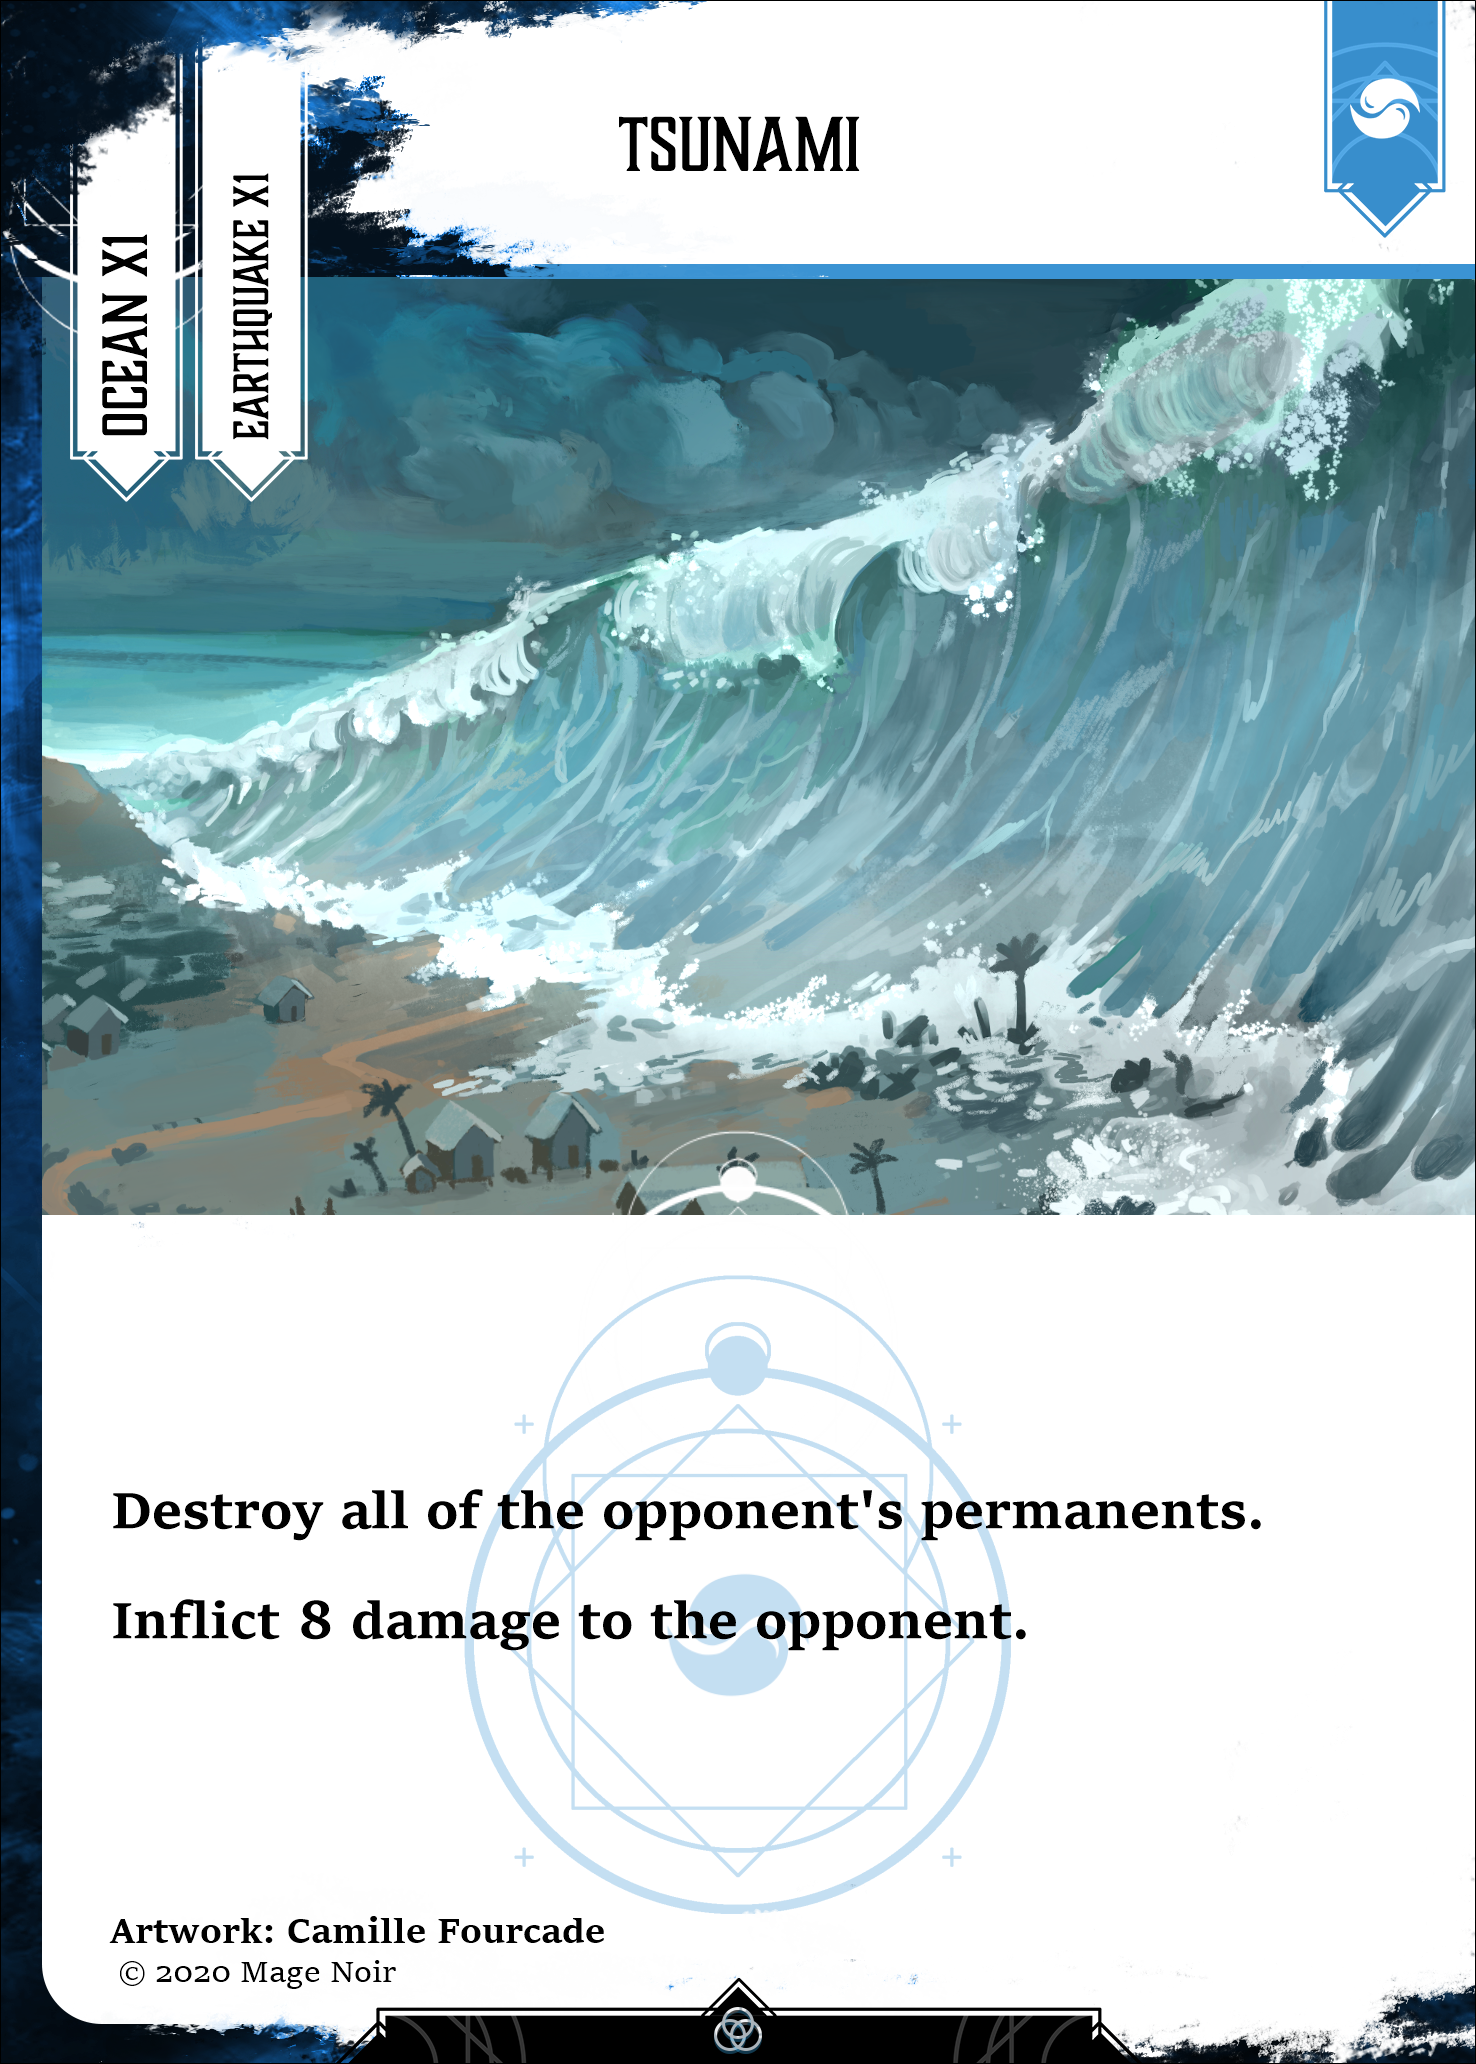 TSUNAMI
OCEAN X1
EARTHQUAKE X1
Destroy all of the opponent's permanents.
Inflict 8 damage to the opponent.
Artwork: Camille Fourcade
© 2020 Mage Noir